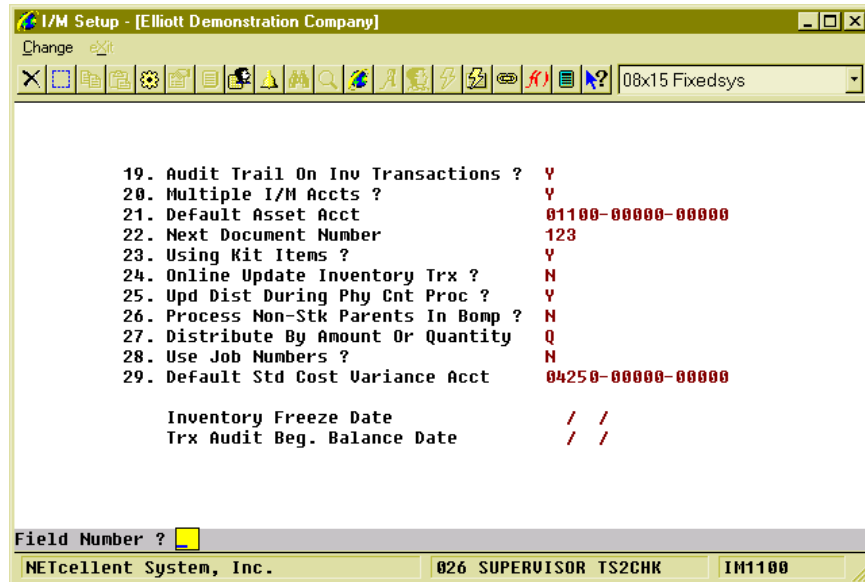 I/M Setup - [Elliott Demonstration Company]
Change eXit
08x15 Fixedsys
19. Audit Trail On Inv Transactions ? Y
20. Multiple I/M Accts ? Y
21. Default Asset Acct 01100-00000-00000
22. Next Document Number 123
23. Using Kit Items ? Y
24. Online Update Inventory Trx ? N
25. Upd Dist During Phy Cnt Proc ? Y
26. Process Non-Stk Parents In Bomp ? N
27. Distribute By Amount Or Quantity Q
28. Use Job Numbers ? N
29. Default Std Cost Variance Acct 04250-00000-00000
Inventory Freeze Date / /
Trx Audit Beg. Balance Date / /
Field Number ?
NETcellent System, Inc. 026 SUPERVISOR TS2CHK IM1100